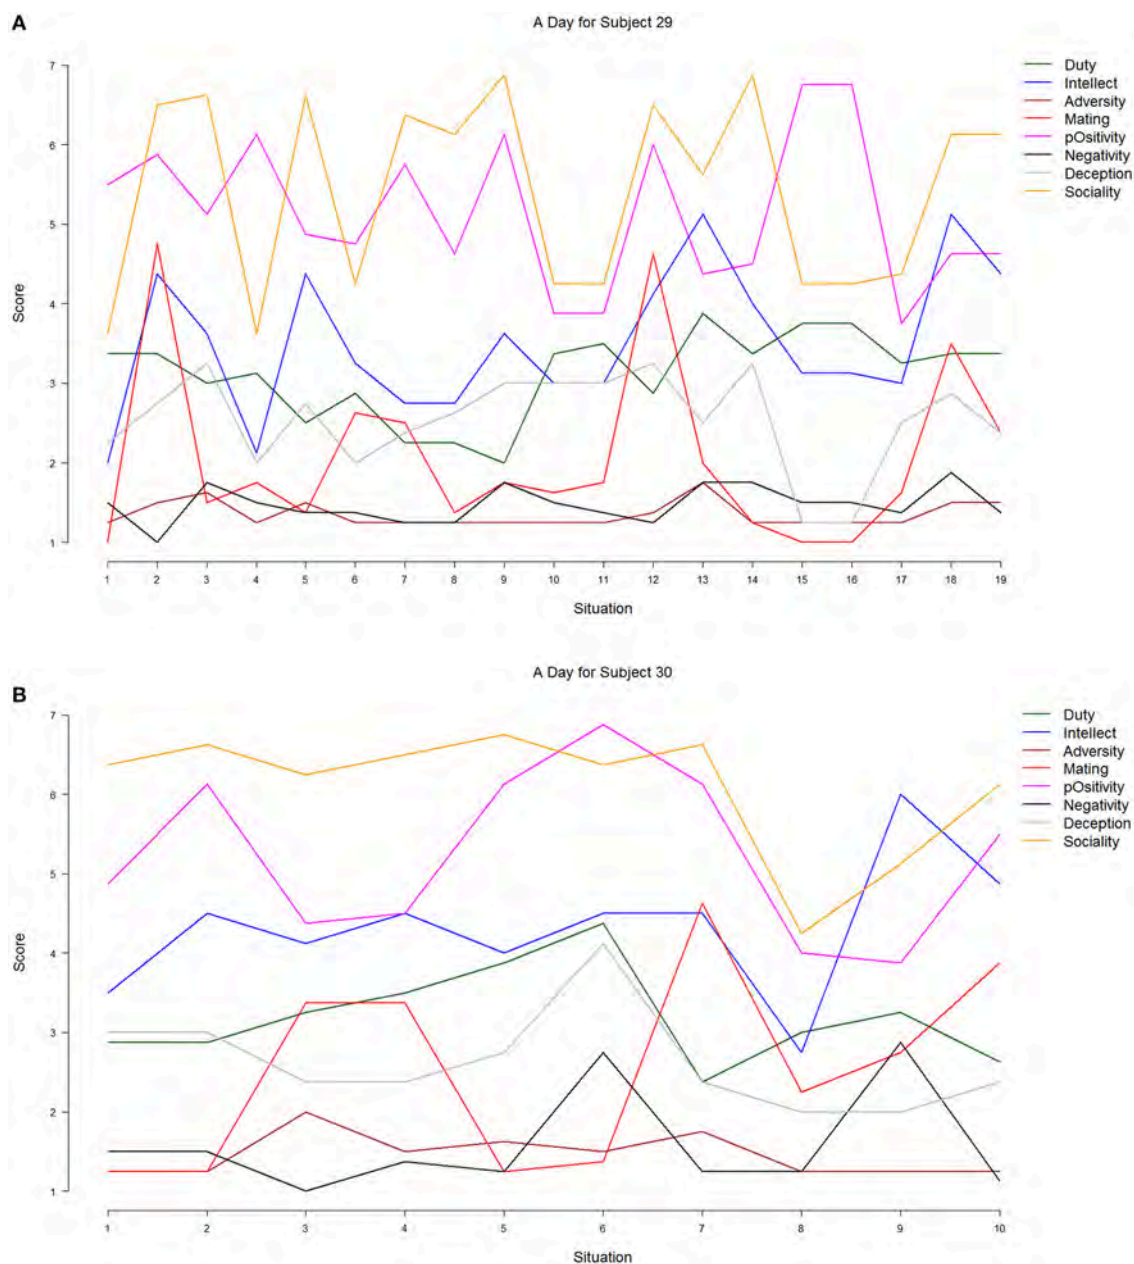 A
A Day for Subject 29
7
6
5
4
3
2
1
Score
1 2 3 4 5 6 7 8 9 10 11 12 13 14 15 16 17 18 19
Situation
Duty
Intellect
Adversity
Mating
pOsitivity
Negativity
Deception
Sociality
B
A Day for Subject 30
7
6
5
4
3
2
1
Score
1 2 3 4 5 6 7 8 9 10
Situation
Duty
Intellect
Adversity
Mating
pOsitivity
Negativity
Deception
Sociality